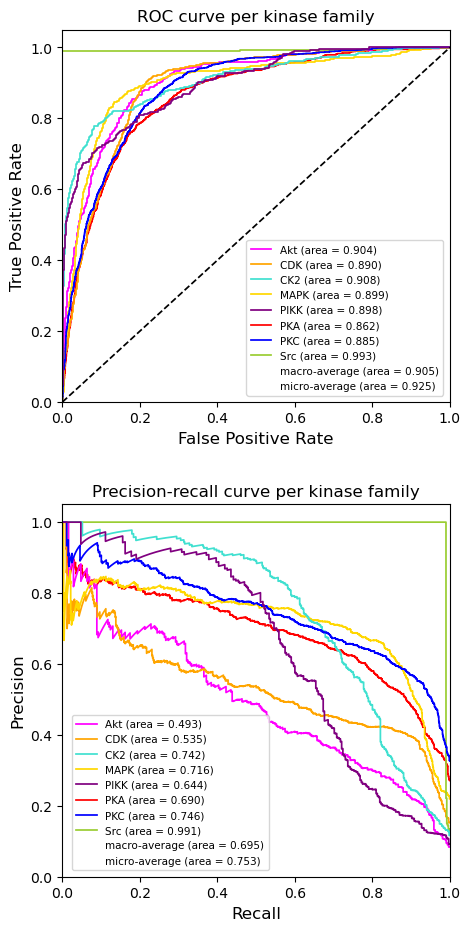 ROC curve per kinase family
True Positive Rate
1.0
0.8
0.6
0.4
0.2
0.0
Akt (area = 0.904)
CDK (area = 0.890)
CK2 (area = 0.908)
MAPK (area = 0.899)
PIKK (area = 0.898)
PKA (area = 0.862)
PKC (area = 0.885)
Src (area = 0.993)
macro-average (area = 0.905)
micro-average (area = 0.925)
0.0 0.2 0.4 0.6 0.8 1.0
False Positive Rate
Precision-recall curve per kinase family
Precision
1.0
0.8
0.6
0.4
0.2
0.0
Akt (area = 0.493)
CDK (area = 0.535)
CK2 (area = 0.742)
MAPK (area = 0.716)
PIKK (area = 0.644)
PKA (area = 0.690)
PKC (area = 0.746)
Src (area = 0.991)
macro-average (area = 0.695)
micro-average (area = 0.753)
0.0 0.2 0.4 0.6 0.8 1.0
Recall